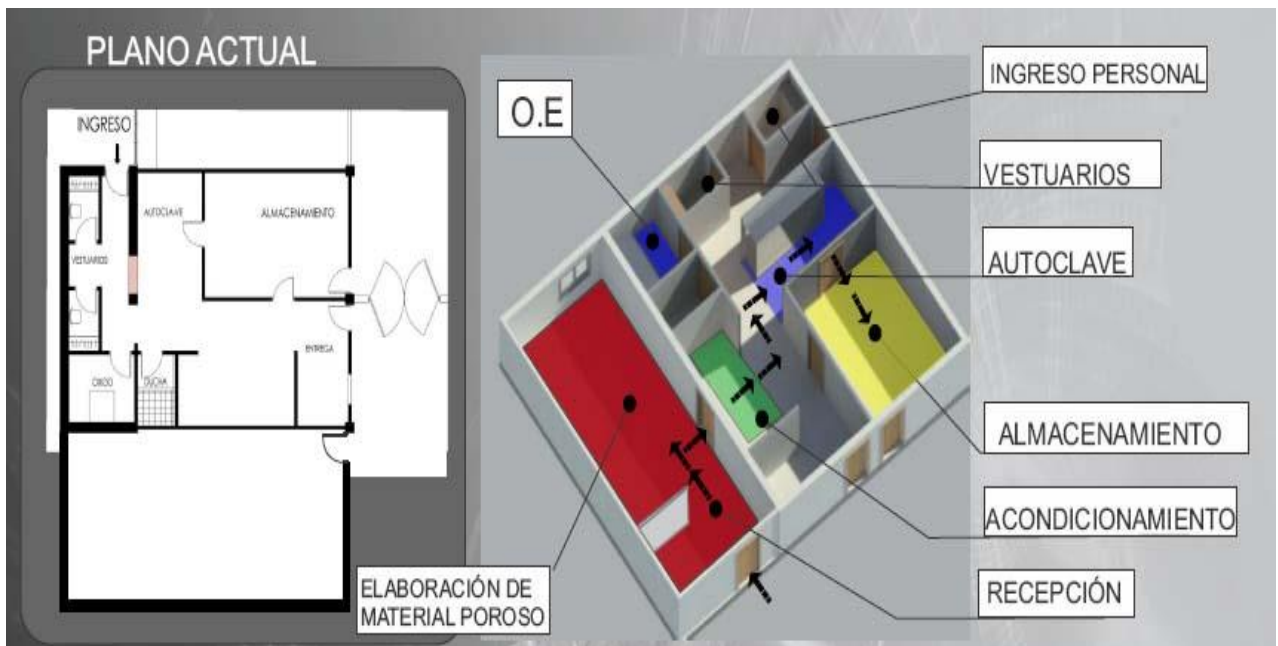 PLANO ACTUAL
INGRESO
AUTOCLAVE
ALMACENAMIENTO
VESTUARIOS
ENTREGA
OXIDO
DUCHA
O.E
INGRESO PERSONAL
VESTUARIOS
AUTOCLAVE
ALMACENAMIENTO
ACONDICIONAMIENTO
RECEPCIÓN
ELABORACIÓN DE
MATERIAL POROSO